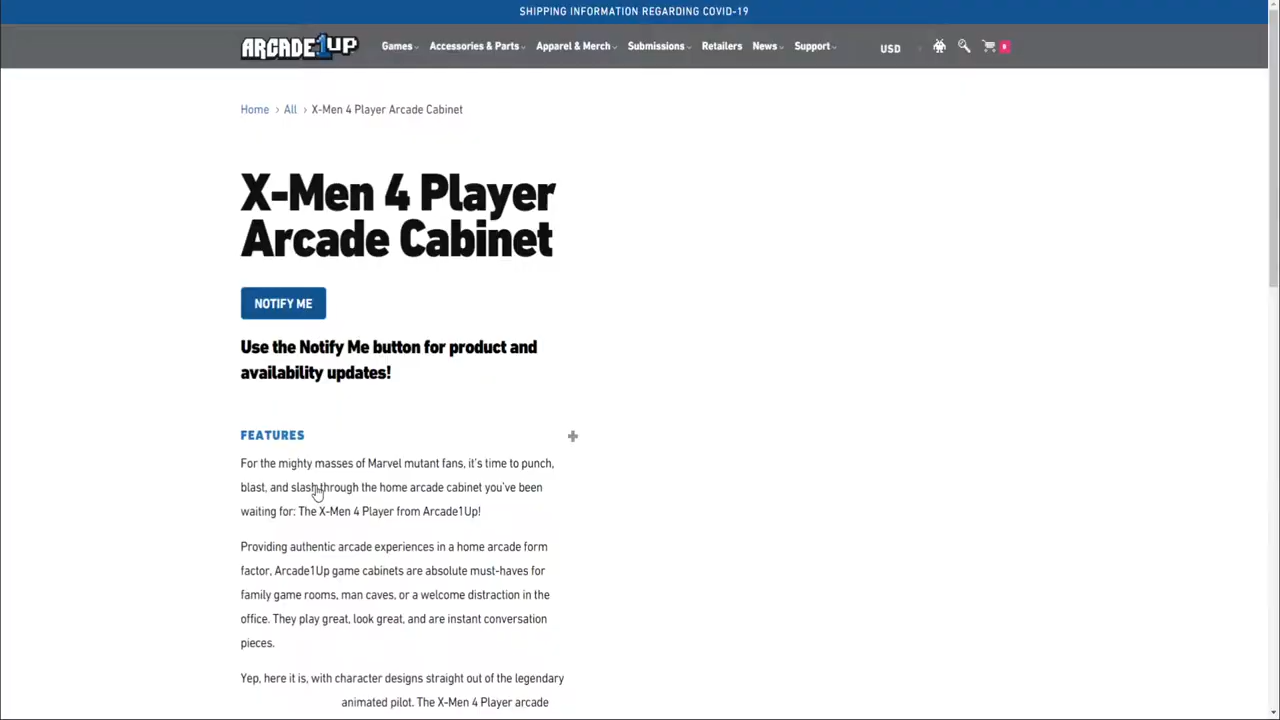 SHIPPING INFORMATION REGARDING COVID-19
ARCADE1UP
Games
Accessories & Parts
Apparel & Merch
Submissions
Retailers
News
Support
USD
0
Home › All › X-Men 4 Player Arcade Cabinet
X-Men 4 Player
Arcade Cabinet
NOTIFY ME
Use the Notify Me button for product and
availability updates!
FEATURES
For the mighty masses of Marvel mutant fans, it's time to punch,
blast, and slash through the home arcade cabinet you've been
waiting for: The X-Men 4 Player from Arcade1Up!
Providing authentic arcade experiences in a home arcade form
factor, Arcade1Up game cabinets are absolute must-haves for
family game rooms, man caves, or a welcome distraction in the
office. They play great, look great, and are instant conversation
pieces.
Yep, here it is, with character designs straight out of the legendary
animated pilot. The X-Men 4 Player arcade